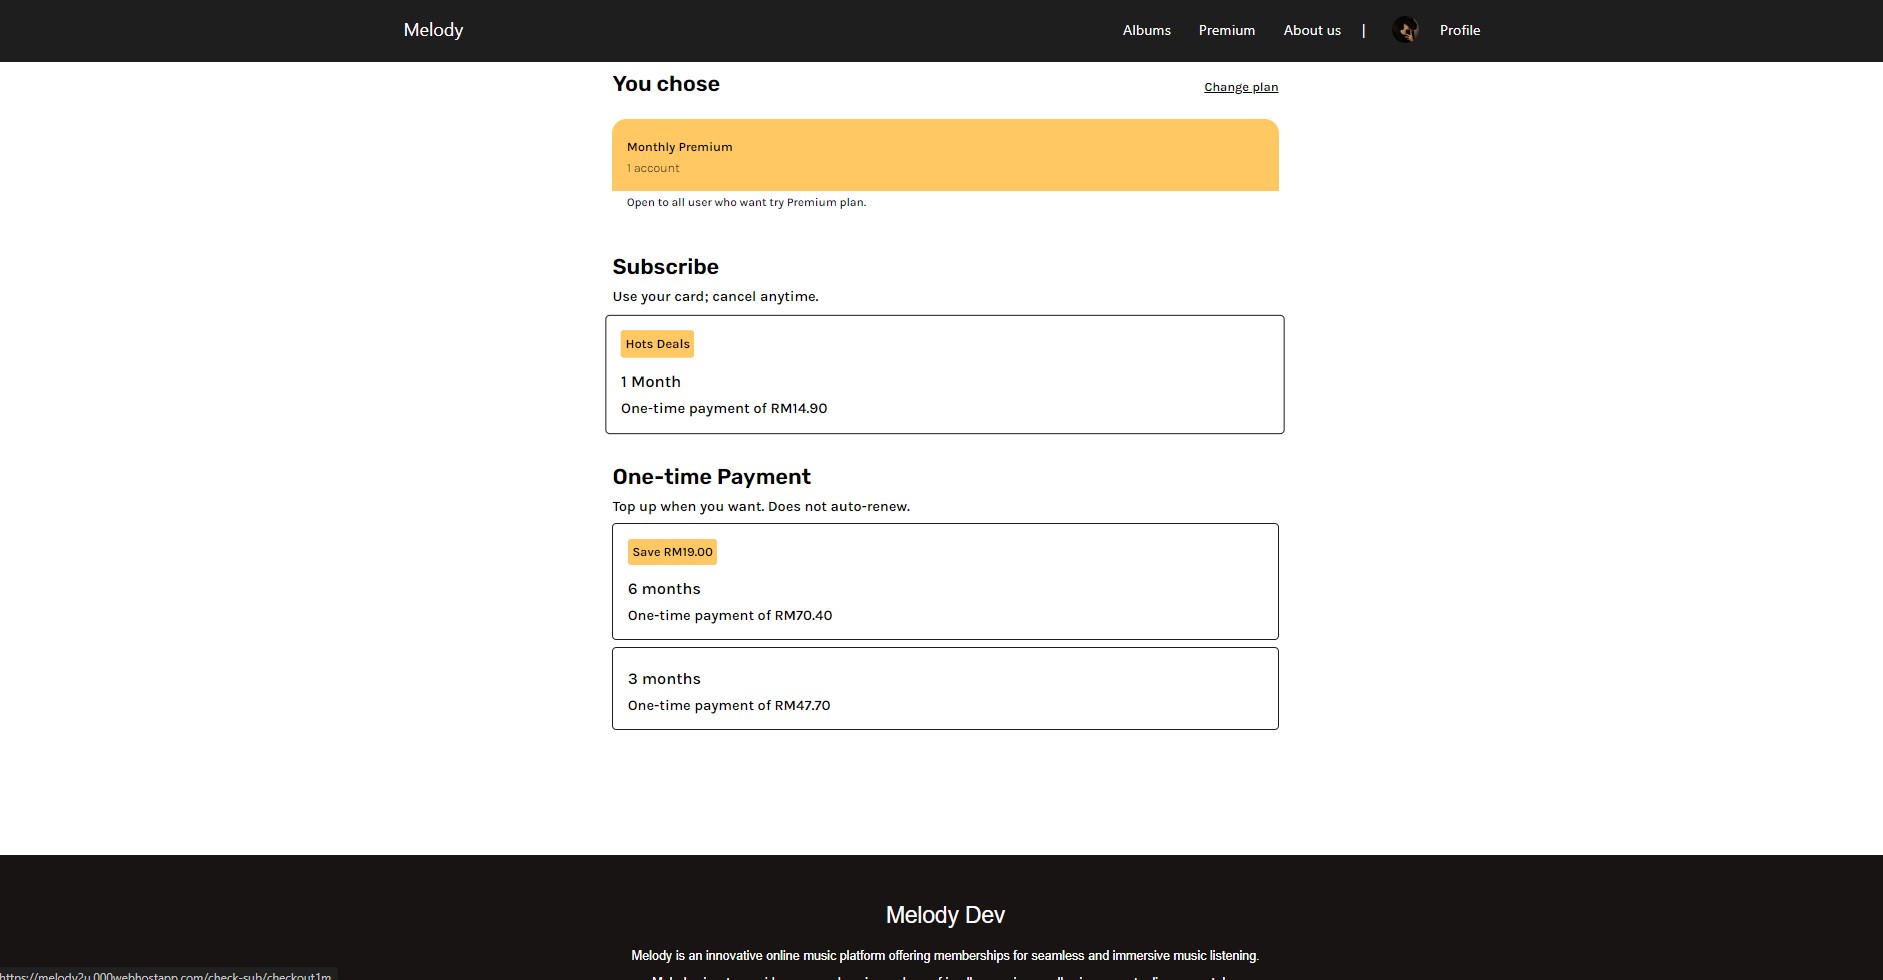 Melody
Albums Premium About us | Profile
You chose
Change plan
Monthly Premium
1 account
Open to all user who want try Premium plan.
Subscribe
Use your card; cancel anytime.
Hots Deals
1 Month
One-time payment of RM14.90
One-time Payment
Top up when you want. Does not auto-renew.
Save RM19.00
6 months
One-time payment of RM70.40
3 months
One-time payment of RM47.70
Melody Dev
Melody is an innovative online music platform offering memberships for seamless and immersive music listening.
https://melody2u.000webhostapp.com/check-sub/checkout1m